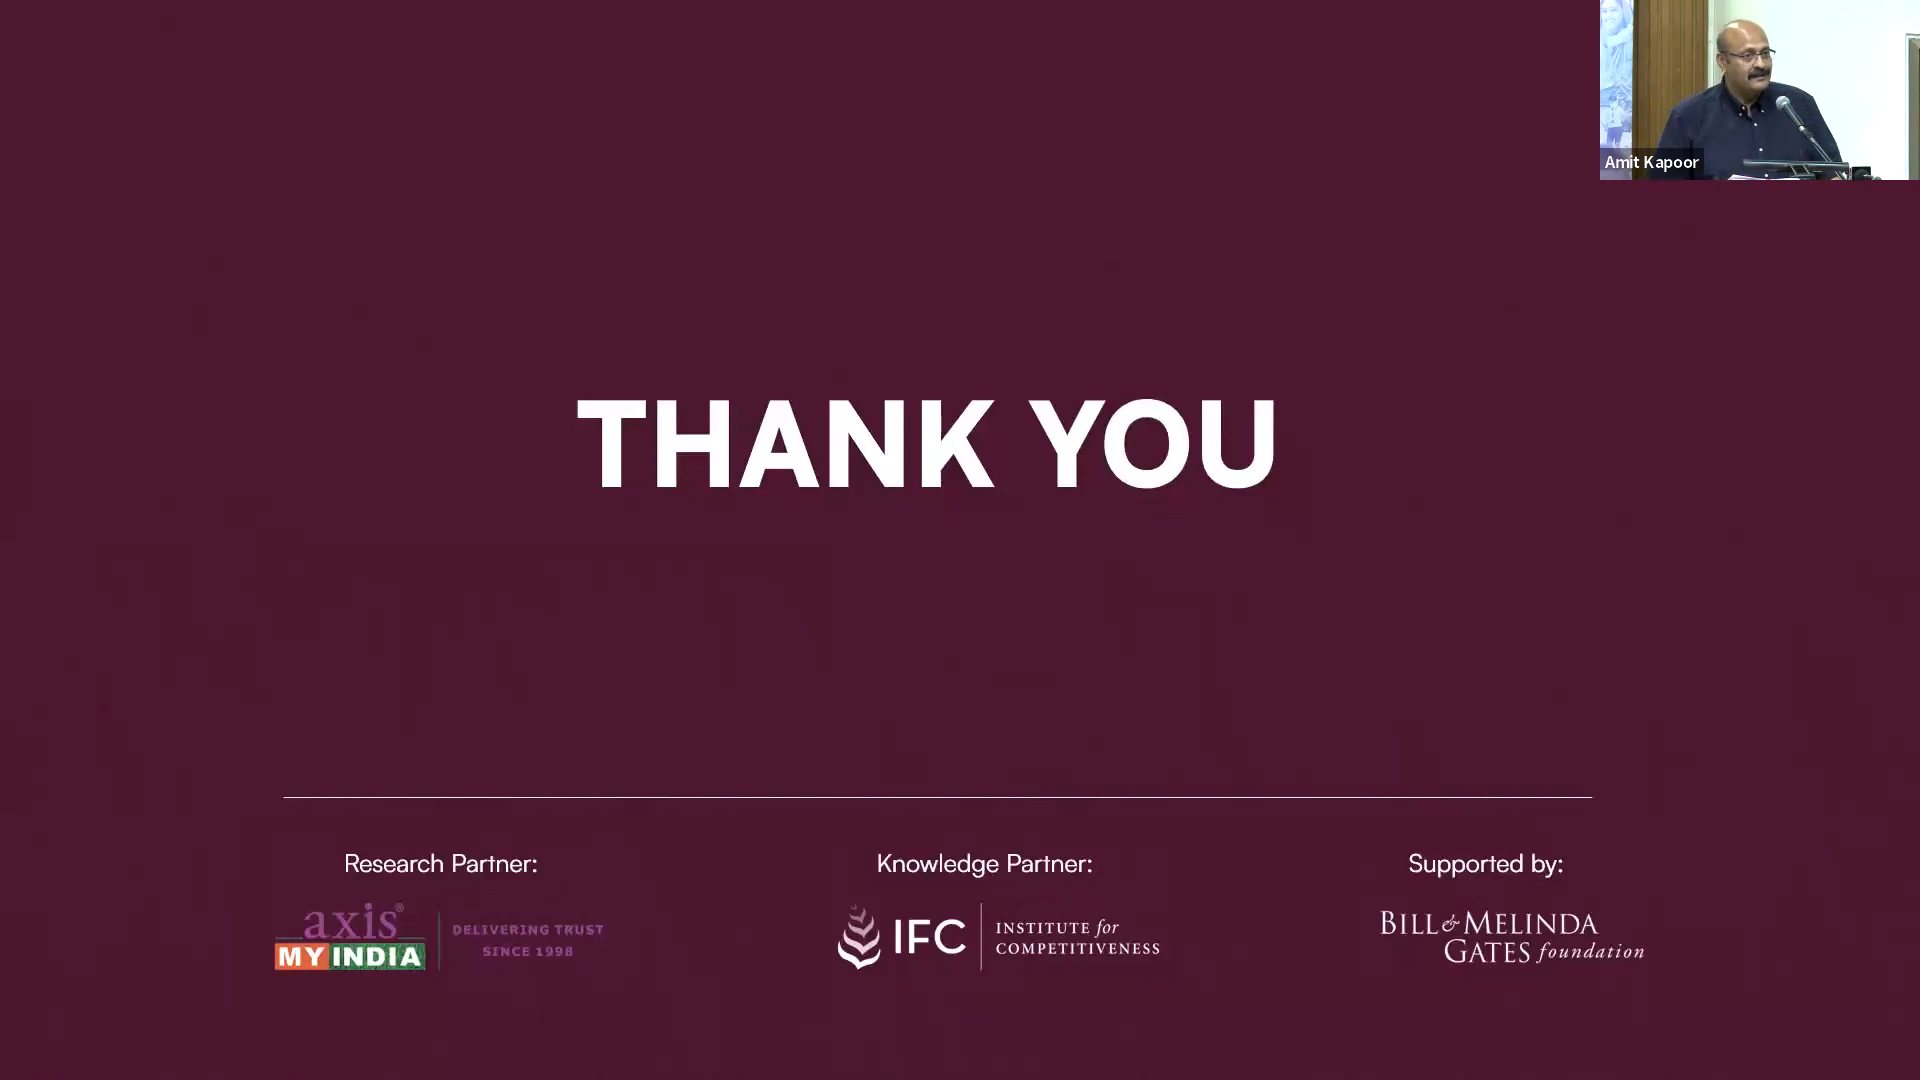 Amit Kapoor
THANK YOU
Research Partner:
axis®
MY INDIA
DELIVERING TRUST
SINCE 1998
Knowledge Partner:
IFC
INSTITUTE for
COMPETITIVENESS
Supported by:
BILL & MELINDA
GATES foundation